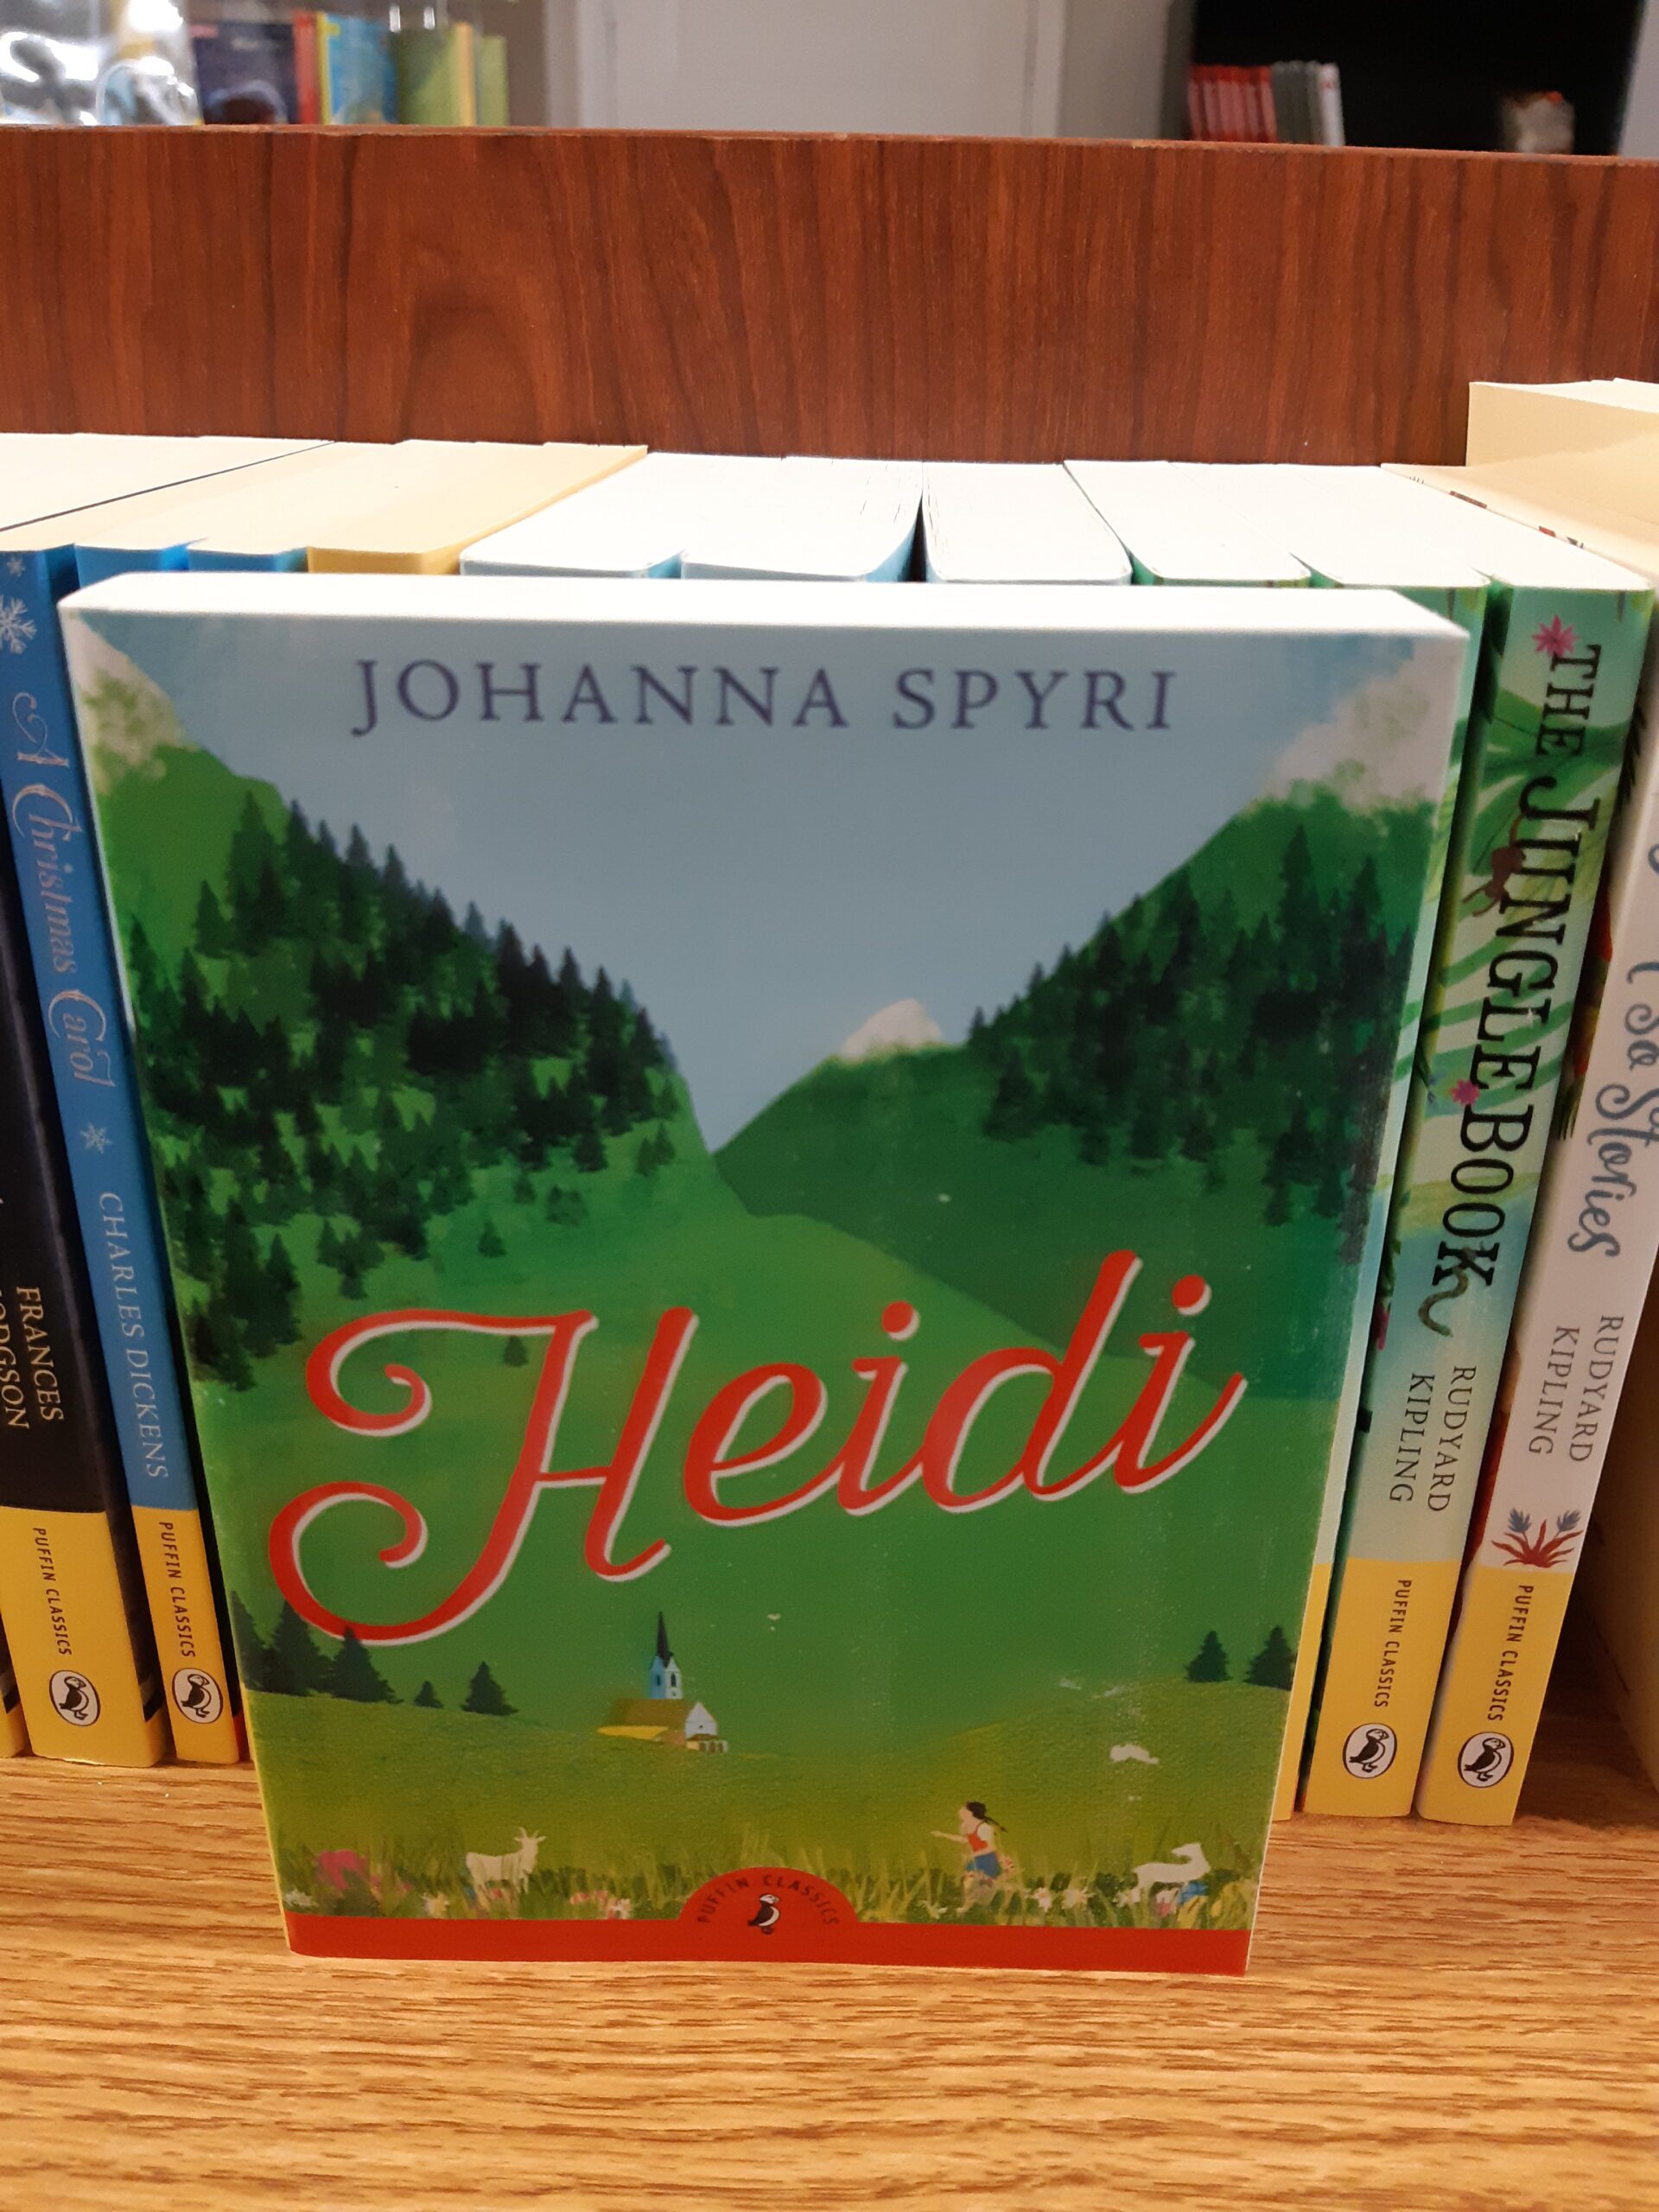 JOHANNA SPYRI
Heidi
PUFFIN CLASSICS
FRANCES
PUFFIN CLASSICS
A Christmas Carol
CHARLES DICKENS
PUFFIN CLASSICS
THE JUNGLE BOOK
RUDYARD
KIPLING
PUFFIN CLASSICS
So Stories
RUDYARD
KIPLING
PUFFIN CLASSICS